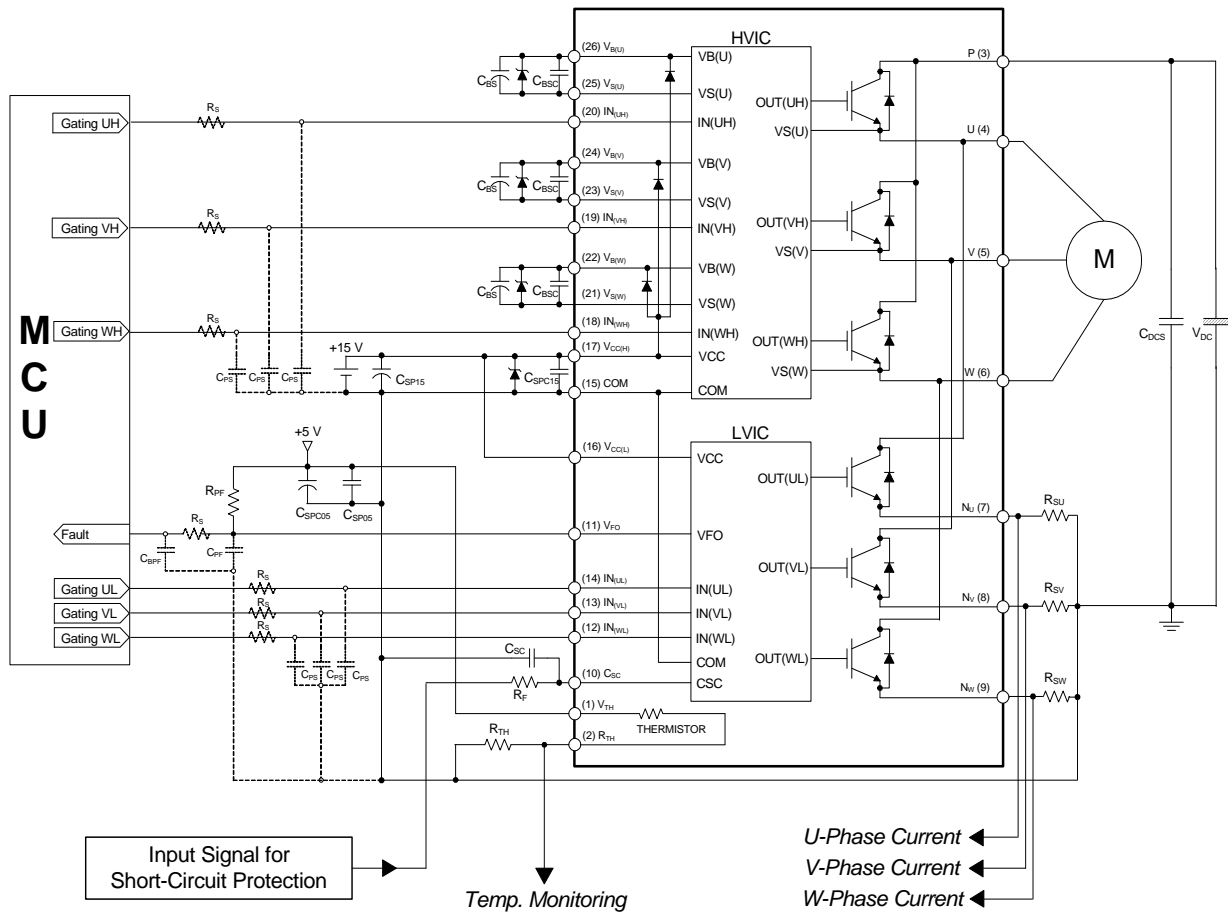 HVIC
(26) VB(U)
VB(U)
P (3)
CBS
CBSC
(25) VS(U)
VS(U)
OUT(UH)
Gating UH
RS
(20) IN(UH)
IN(UH)
VS(U)
U (4)
(24) VB(V)
VB(V)
CBS
CBSC
(23) VS(V)
VS(V)
OUT(VH)
Gating VH
RS
(19) IN(VH)
IN(VH)
VS(V)
V (5)
M
(22) VB(W)
VB(W)
CBS
CBSC
(21) VS(W)
VS(W)
MCU
Gating WH
RS
(18) IN(WH)
IN(WH)
OUT(WH)
CDCS
VDC
+15 V
(17) VCC(H)
VCC
CPS
CPS
CPS
CSP15
CSPC15
VS(W)
W (6)
(15) COM
COM
+5 V
LVIC
(16) VCC(L)
VCC
OUT(UL)
RPF
CSPC05
CSP05
RSU
NU (7)
Fault
RS
(11) VFO
VFO
CBPF
CPF
OUT(VL)
Gating UL
RS
(14) IN(UL)
IN(UL)
RSV
Gating VL
RS
(13) IN(VL)
IN(VL)
NV (8)
Gating WL
RS
(12) IN(WL)
IN(WL)
CSC
COM
OUT(WL)
CPS
CPS
CPS
RF
(10) CSC
CSC
RSW
NW (9)
(1) VTH
THERMISTOR
RTH
(2) RTH
Input Signal for
Short-Circuit Protection
Temp. Monitoring
U-Phase Current
V-Phase Current
W-Phase Current